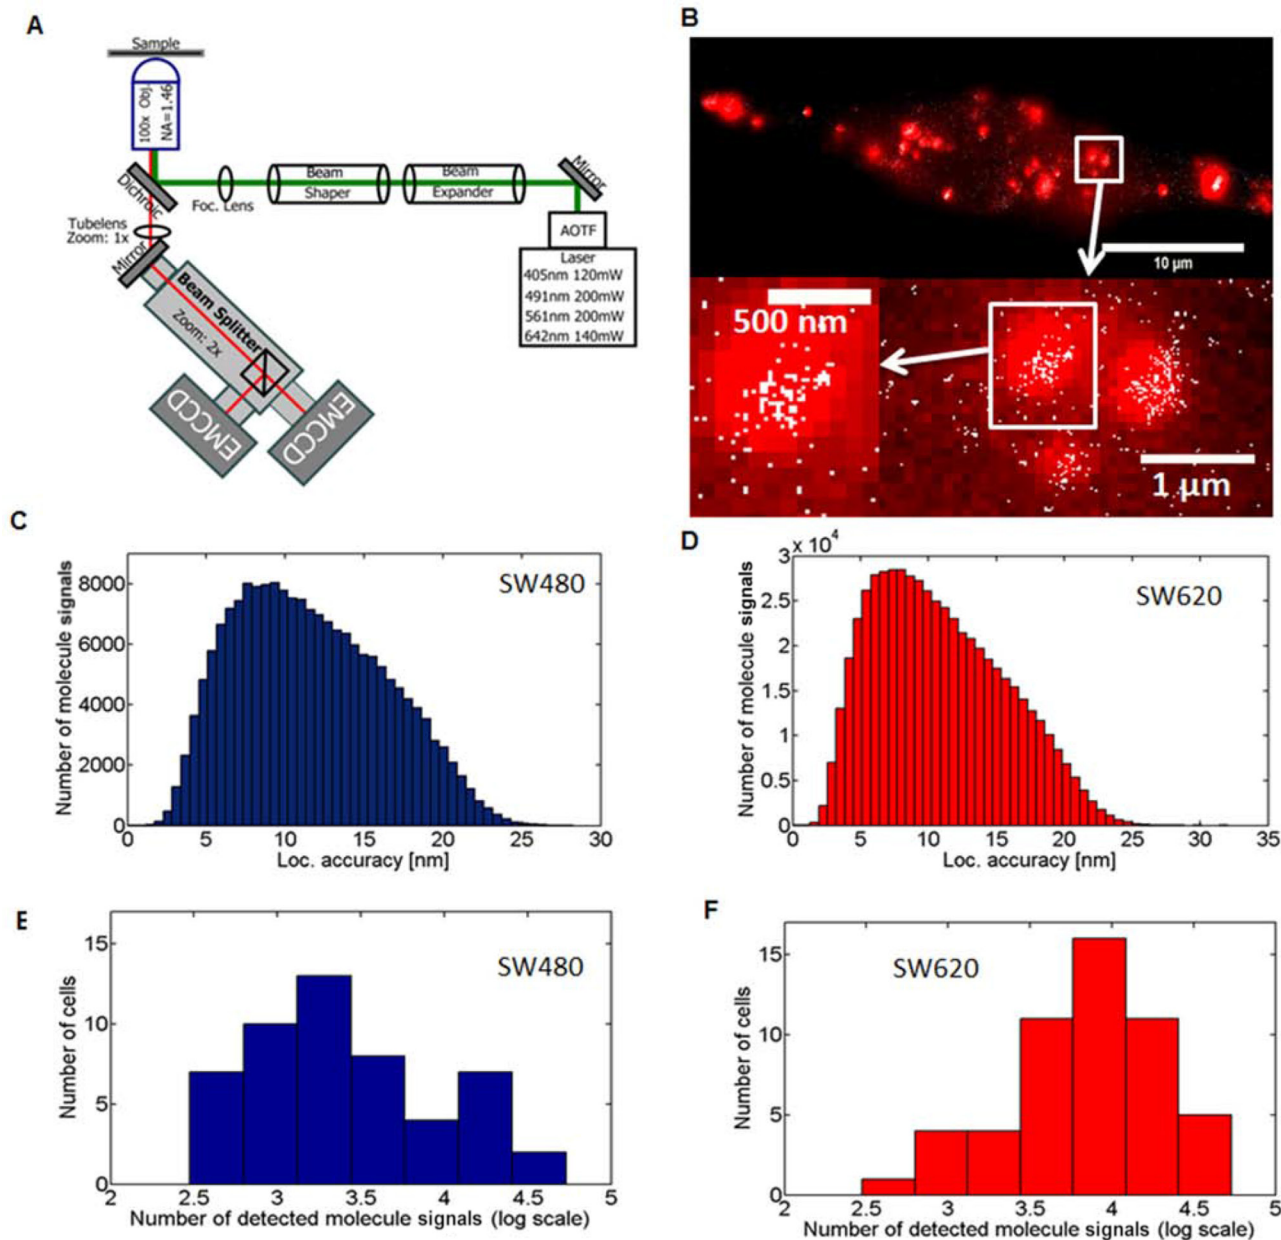 A
Sample
100x Obj.
NA=1.46
Dichroic
Foc. Lens
Beam
Shaper
Beam
Expander
Mirror
AOTF
Laser
405nm 120mW
491nm 200mW
561nm 200mW
642nm 140mW
Tubelens
Zoom: 1x
Mirror
Beam Splitter
Zoom: 2x
EMCCD
EMCCD
B
10 µm
500 nm
1 µm
C
SW480
Number of molecule signals
8000
6000
4000
2000
0
0 5 10 15 20 25 30
Loc. accuracy [nm]
D
x 10⁴
SW620
Number of molecule signals
3
2.5
2
1.5
1
0.5
0
0 5 10 15 20 25 30 35
Loc. accuracy [nm]
E
SW480
Number of cells
15
10
5
0
2 2.5 3 3.5 4 4.5 5
Number of detected molecule signals (log scale)
F
SW620
Number of cells
15
10
5
0
2 2.5 3 3.5 4 4.5 5
Number of detected molecule signals (log scale)